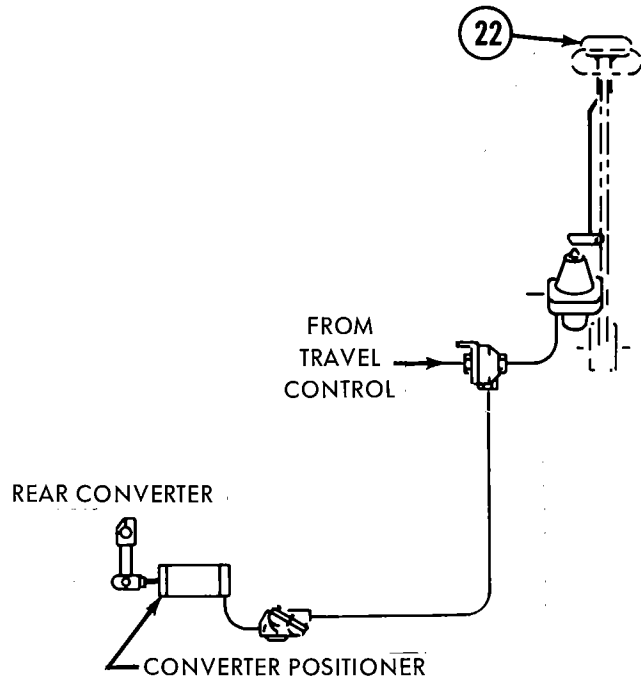 22
FROM
TRAVEL
CONTROL
REAR CONVERTER
CONVERTER POSITIONER